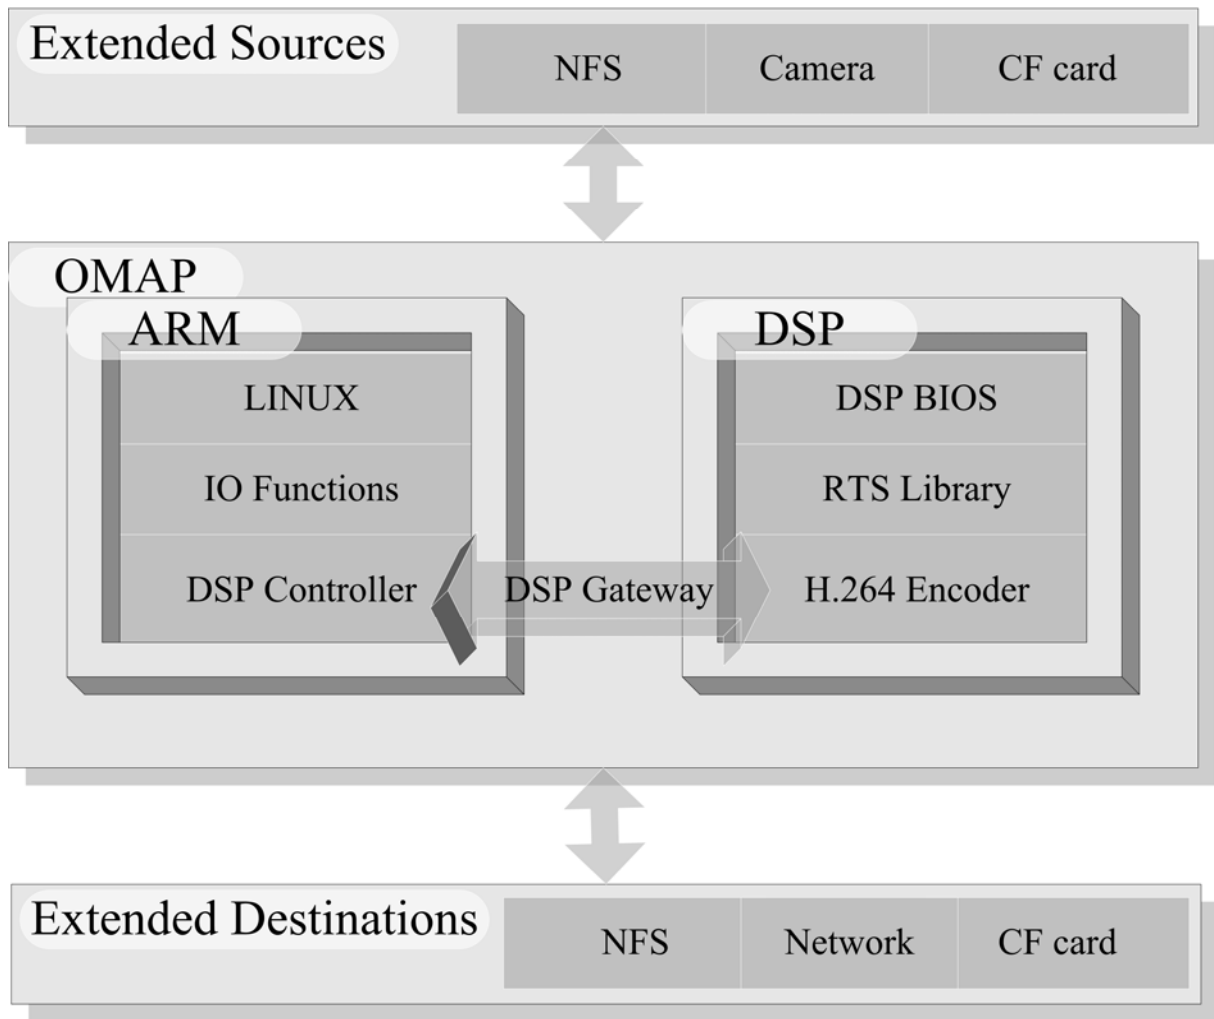 Extended Sources
NFS
Camera
CF card
OMAP
ARM
LINUX
IO Functions
DSP Controller
DSP Gateway
DSP
DSP BIOS
RTS Library
H.264 Encoder
Extended Destinations
NFS
Network
CF card